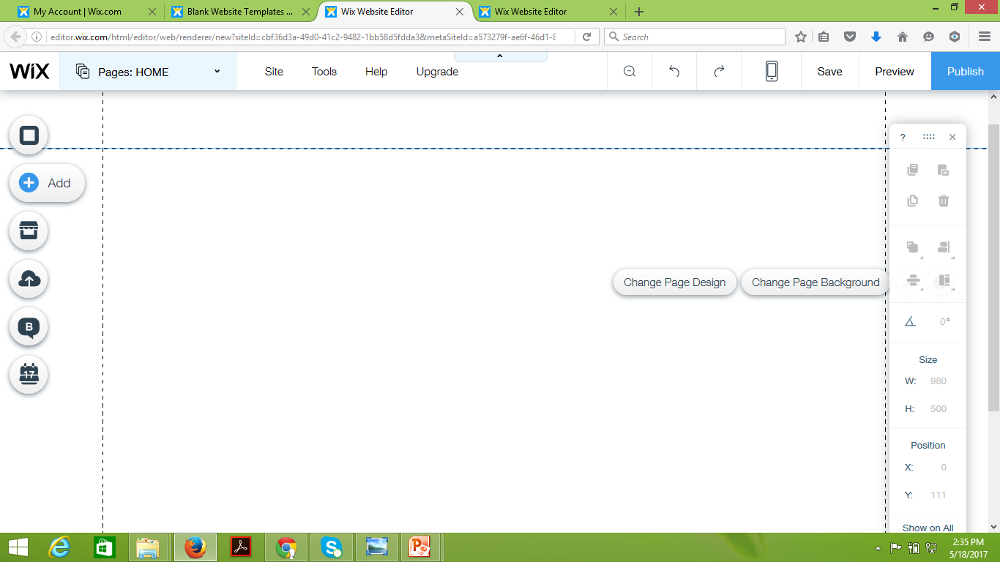 My Account | Wix.com
Blank Website Templates ...
Wix Website Editor
Wix Website Editor
editor.wix.com/html/editor/web/renderer/new?siteId=cbf36d3a-49d0-41c2-9482-1bb58d5fdda3&metaSiteId=a573279f-ae6f-46d1-8
Search
WiX
Pages: HOME
Site
Tools
Help
Upgrade
Save
Preview
Publish
?
Add
Change Page Design
Change Page Background
B
17
0°
Size
W: 980
H: 500
Position
X: 0
Y: 111
Show on All
2:35 PM
5/18/2017